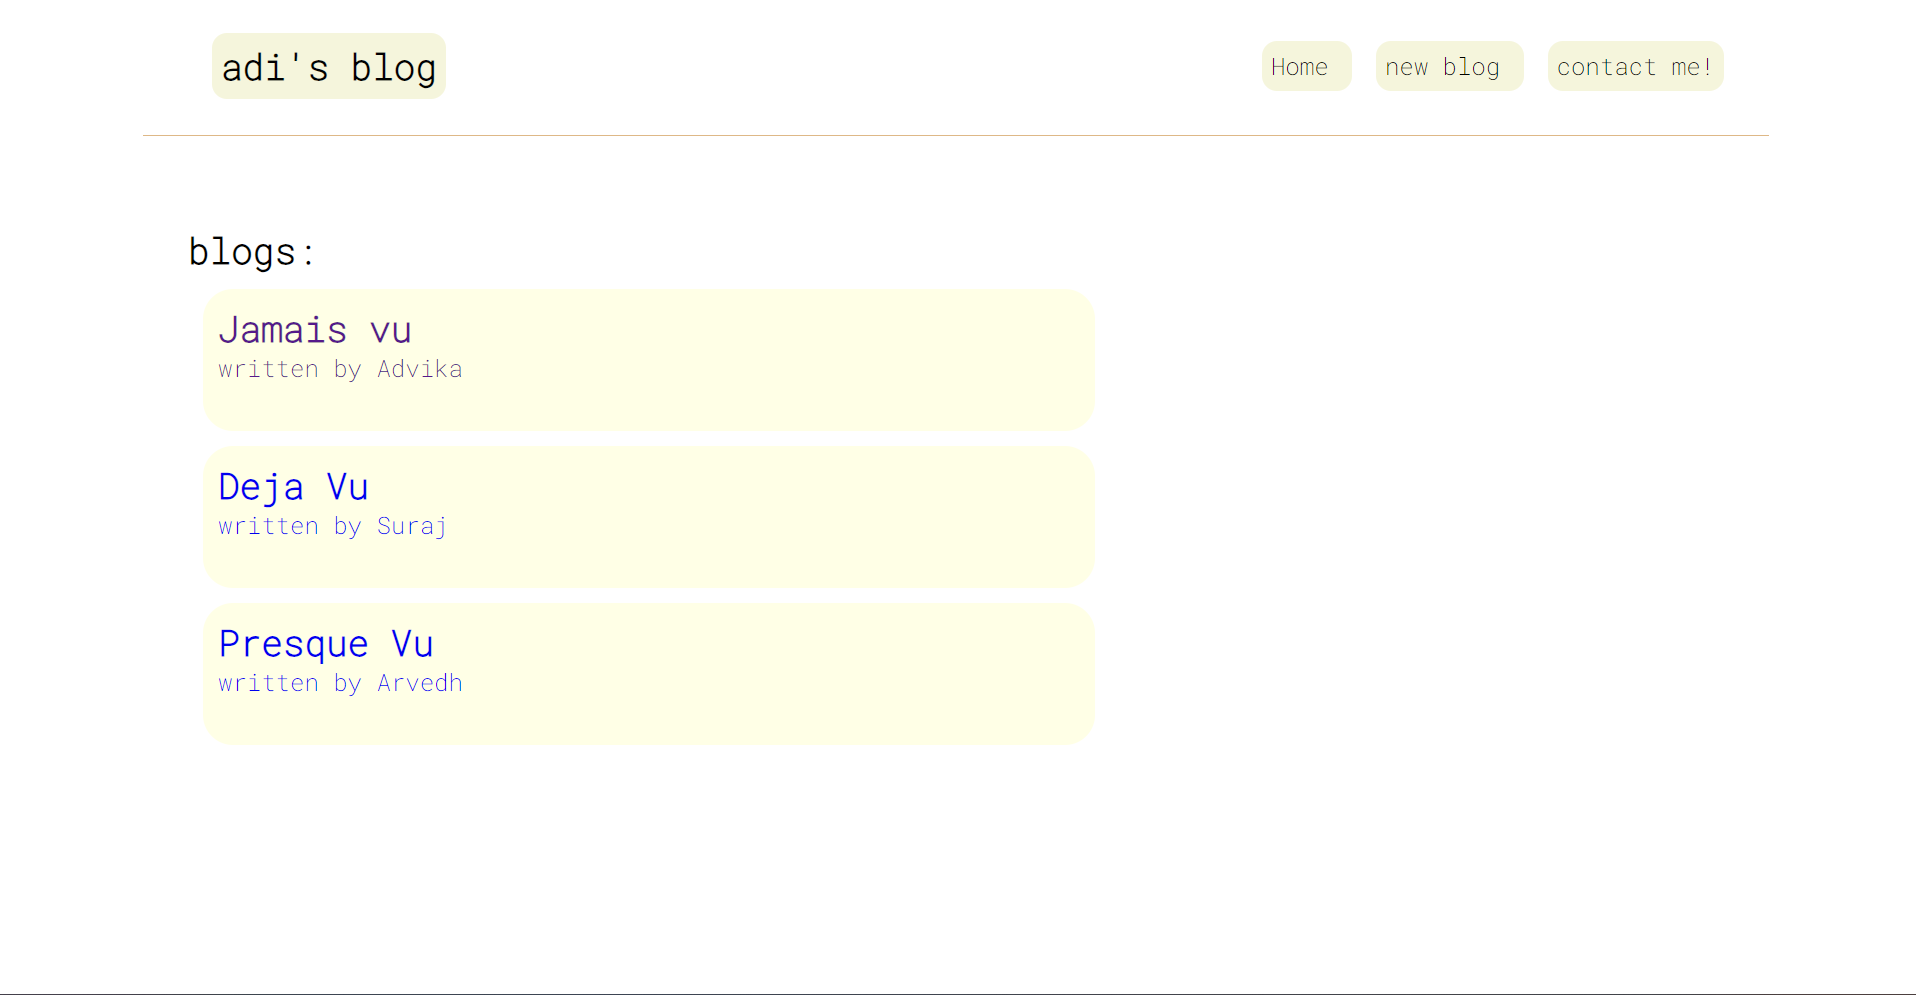 adi's blog
Home
new blog
contact me!
blogs:
Jamais vu
written by Advika
Deja Vu
written by Suraj
Presque Vu
written by Arvedh